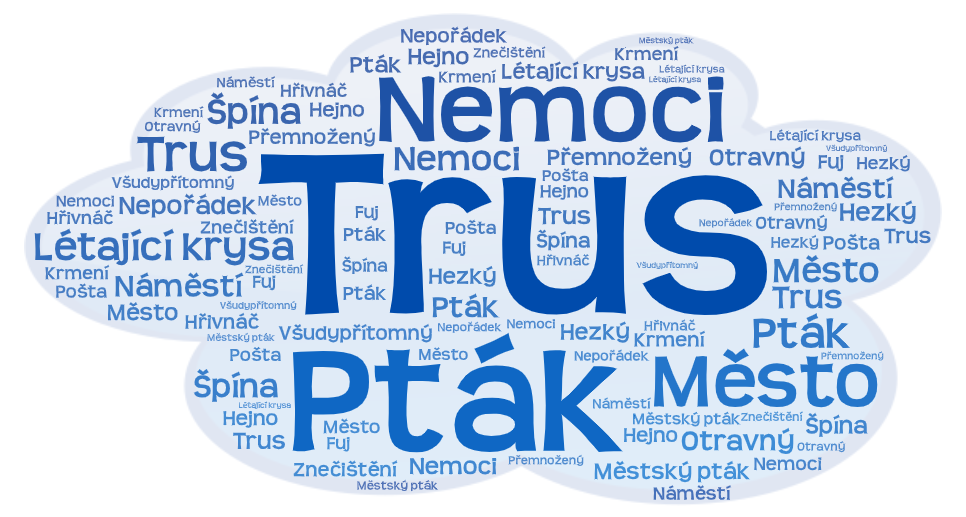 Nepořádek
Městský pták
Pták Hejno Znečištění Krmení
Krmení Létající krysa Létající krysa
Létající krysa
Náměstí Hřivnáč Nemoci
Krmení Špína Hejno
Otravný Přemnožený Létající krysa
Trus Nemoci Přemnožený Otravný Všudypřítomný
Fuj Hezký
Všudypřítomný Trus Pošta Náměstí
Hejno
Nemoci Nepořádek Město Přemnožený Hezký
Hřivnáč Fuj Trus
Znečištění Pošta Nepořádek Otravný
Pták Trus
Létající krysa Fuj Špína Hezký Pošta
Hřivnáč
Krmení Znečištění Špína Hezký Všudypřítomný Město
Pošta Náměstí Fuj
Pták Trus
Město Všudypřítomný Pták
Hřivnáč Všudypřítomný Nepořádek Nemoci Hezký Hřivnáč Pták
Městský pták Krmení
Pošta Město Pták Nepořádek Přemnožený
Špína Město
Létající krysa Náměstí
Hejno Město Městský pták Znečištění Špína
Trus Fuj Hejno Otravný Otravný
Znečištění Nemoci Přemnožený Městský pták Nemoci
Městský pták Náměstí